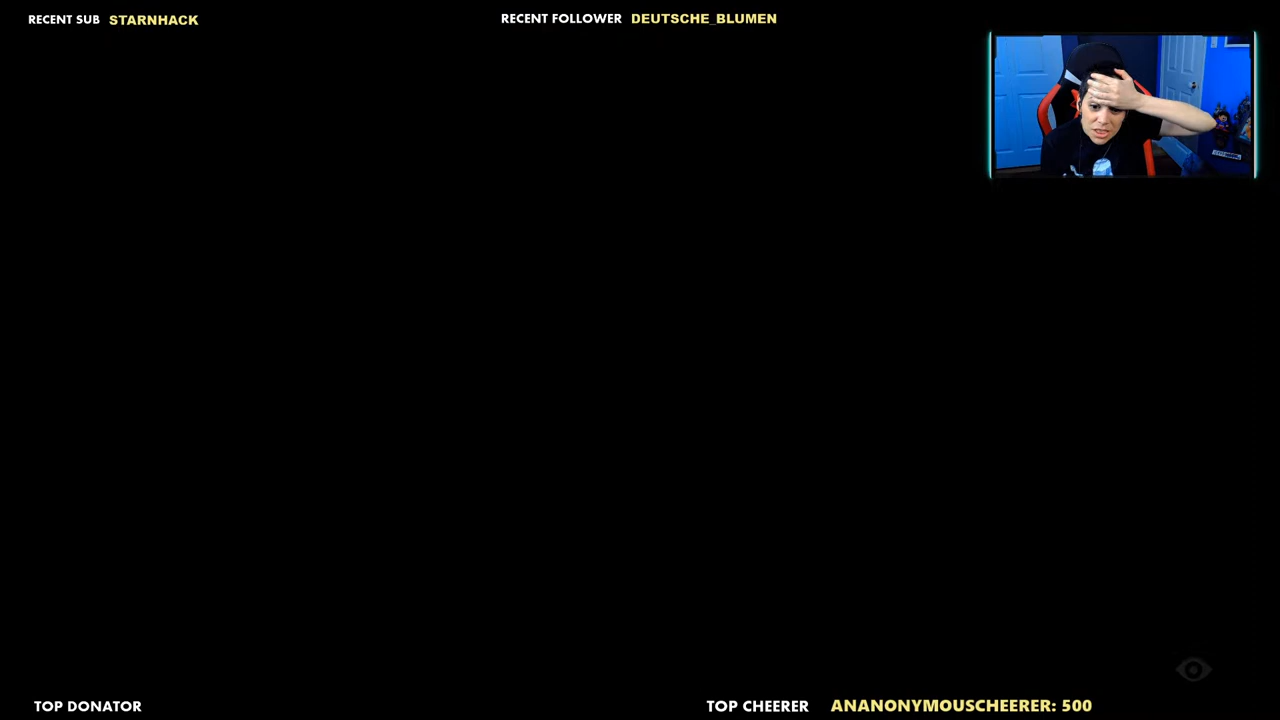 RECENT SUB STARNHACK
RECENT FOLLOWER DEUTSCHE_BLUMEN
TOP DONATOR
TOP CHEERER ANANONYMOUSCHEERER: 500